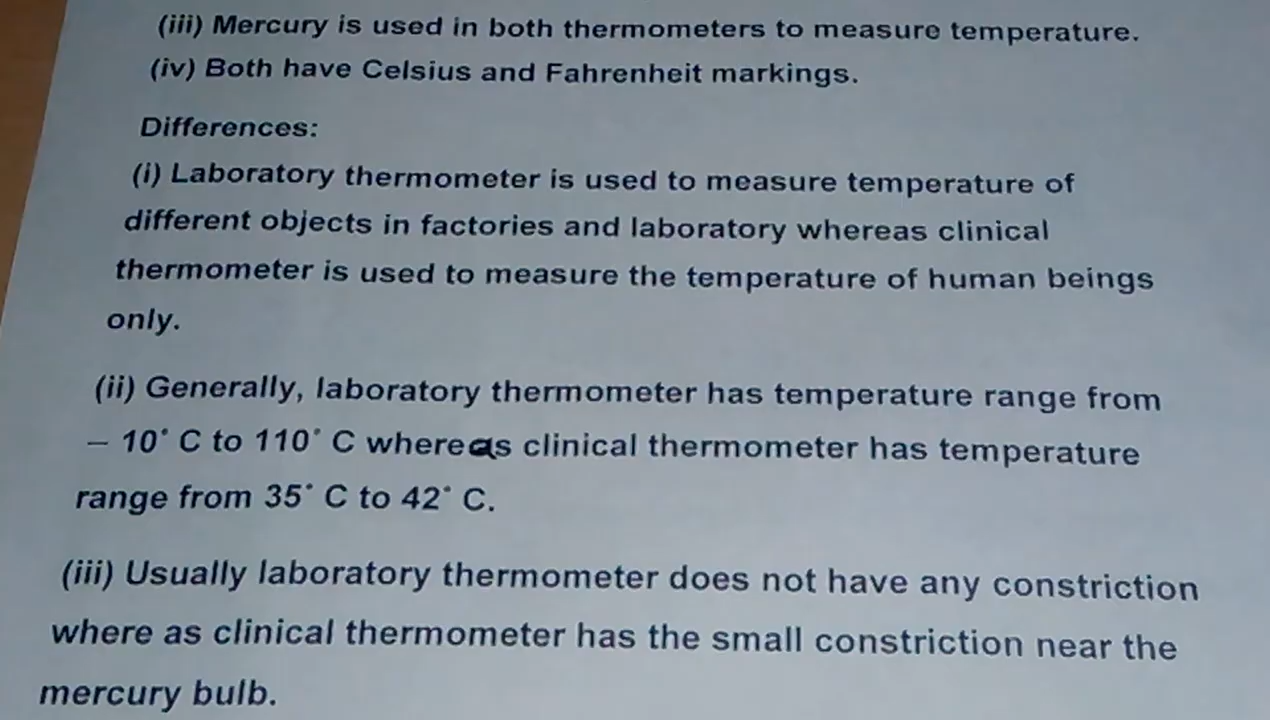 (iii) Mercury is used in both thermometers to measure temperature.
(iv) Both have Celsius and Fahrenheit markings.
Differences:
(i) Laboratory thermometer is used to measure temperature of
different objects in factories and laboratory whereas clinical
thermometer is used to measure the temperature of human beings
only.
(ii) Generally, laboratory thermometer has temperature range from
– 10° C to 110° C whereas clinical thermometer has temperature
range from 35° C to 42° C.
(iii) Usually laboratory thermometer does not have any constriction
where as clinical thermometer has the small constriction near the
mercury bulb.